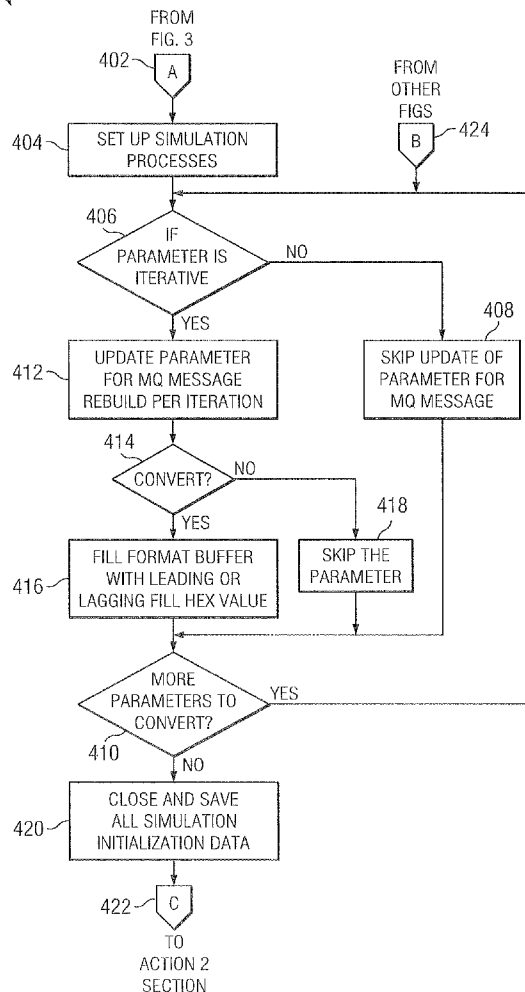 FROM
FIG. 3
402
A
FROM
OTHER
FIGS
B
424
404
SET UP SIMULATION
PROCESSES
406
IF
PARAMETER IS
ITERATIVE
NO
YES
408
SKIP UPDATE OF
PARAMETER FOR
MQ MESSAGE
412
UPDATE PARAMETER
FOR MQ MESSAGE
REBUILD PER ITERATION
414
CONVERT?
NO
YES
418
SKIP THE
PARAMETER
416
FILL FORMAT BUFFER
WITH LEADING OR
LAGGING FILL HEX VALUE
MORE
PARAMETERS TO
CONVERT?
YES
410
NO
420
CLOSE AND SAVE
ALL SIMULATION
INITIALIZATION DATA
422
C
TO
ACTION 2
SECTION